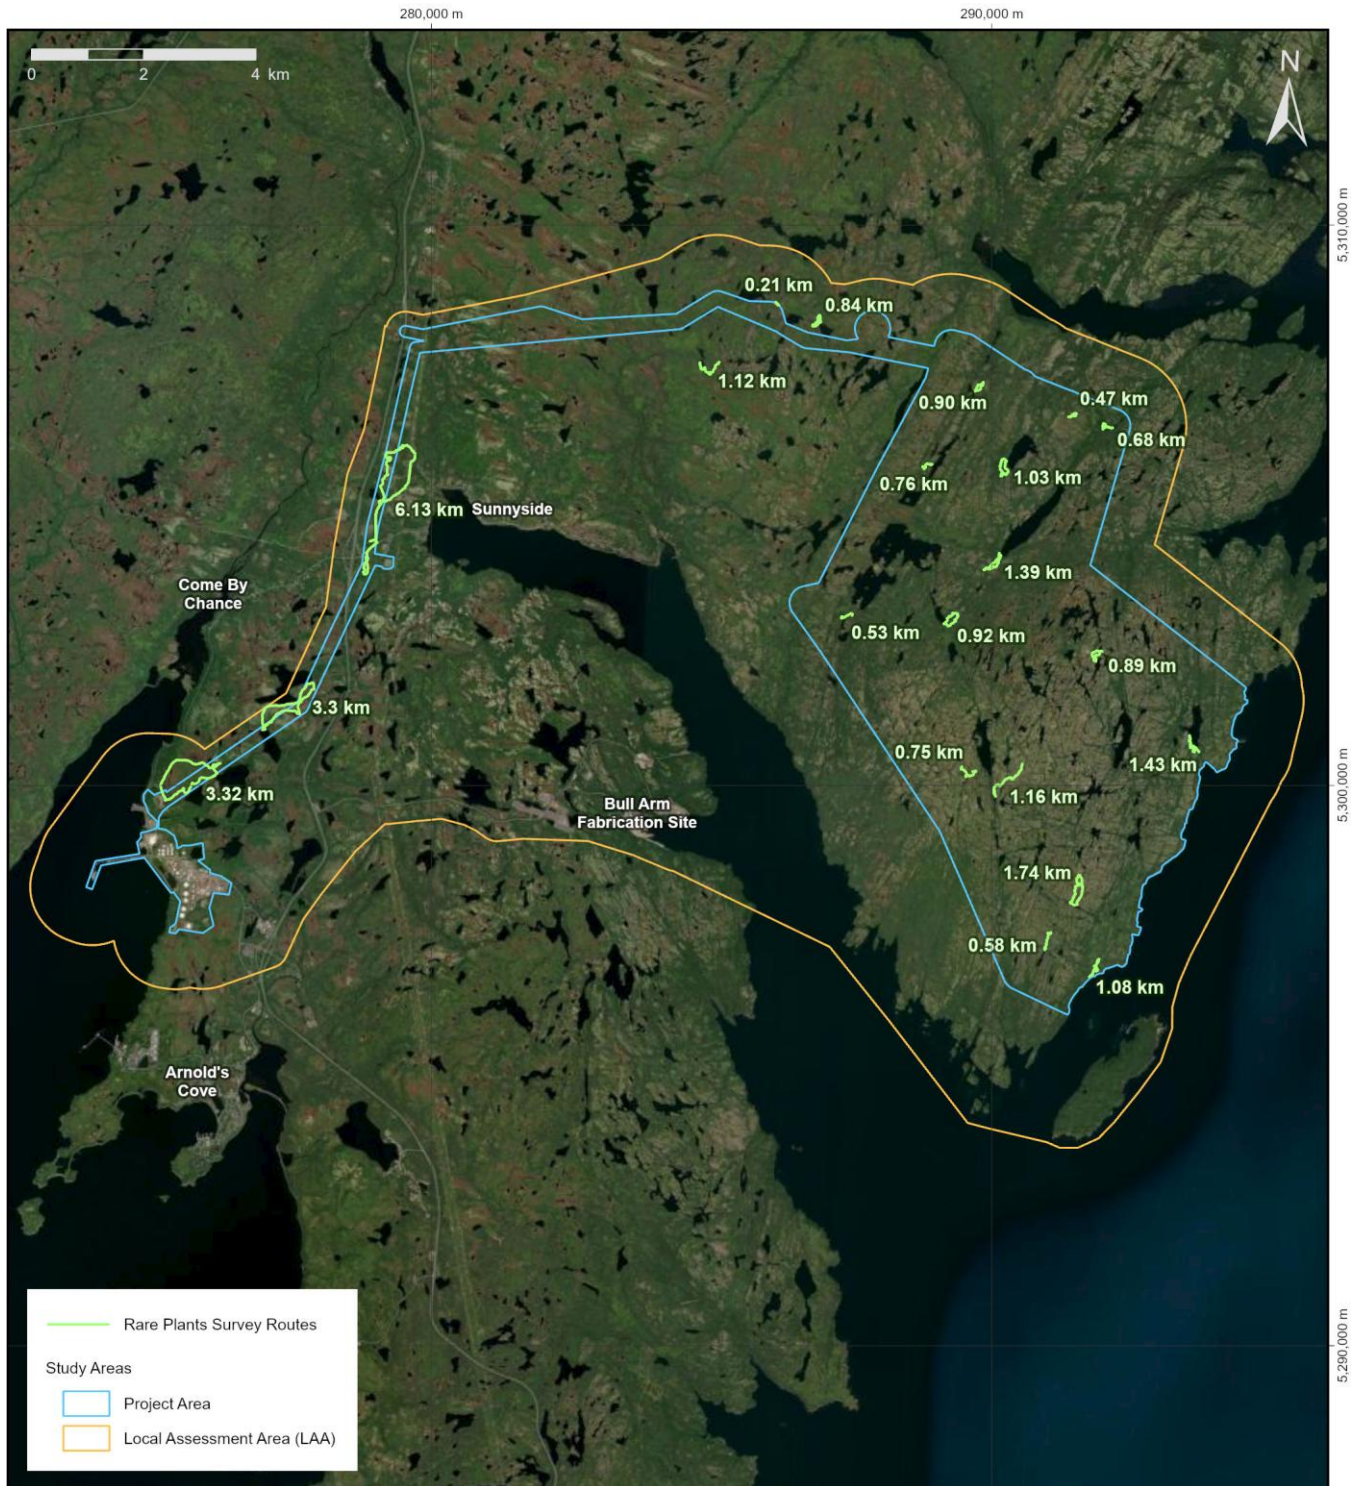 280,000 m
290,000 m
0
2
4 km
N
5,310,000 m
0.21 km
0.84 km
1.12 km
0.90 km
0.47 km
0.68 km
0.76 km
1.03 km
6.13 km
Sunnyside
1.39 km
Come By
Chance
0.53 km
0.92 km
0.89 km
3.3 km
0.75 km
1.43 km
3.32 km
1.16 km
5,300,000 m
Bull Arm
Fabrication Site
1.74 km
0.58 km
1.08 km
Arnold's
Cove
5,290,000 m
Rare Plants Survey Routes
Study Areas
Project Area
Local Assessment Area (LAA)